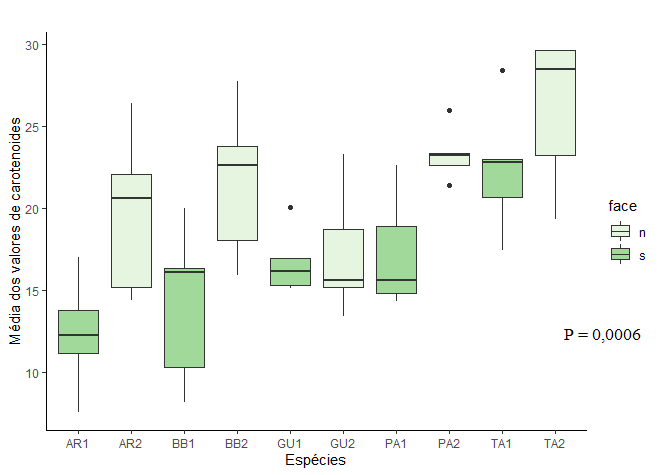 30
25
20
15
10
Média dos valores de carotenoides
AR1 AR2 BB1 BB2 GU1 GU2 PA1 PA2 TA1 TA2
Espécies
face
n
s
P = 0,0006